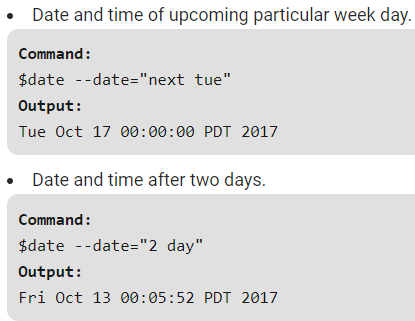 • Date and time of upcoming particular week day.
Command:
$date --date="next tue"
Output:
Tue Oct 17 00:00:00 PDT 2017
• Date and time after two days.
Command:
$date --date="2 day"
Output:
Fri Oct 13 00:05:52 PDT 2017